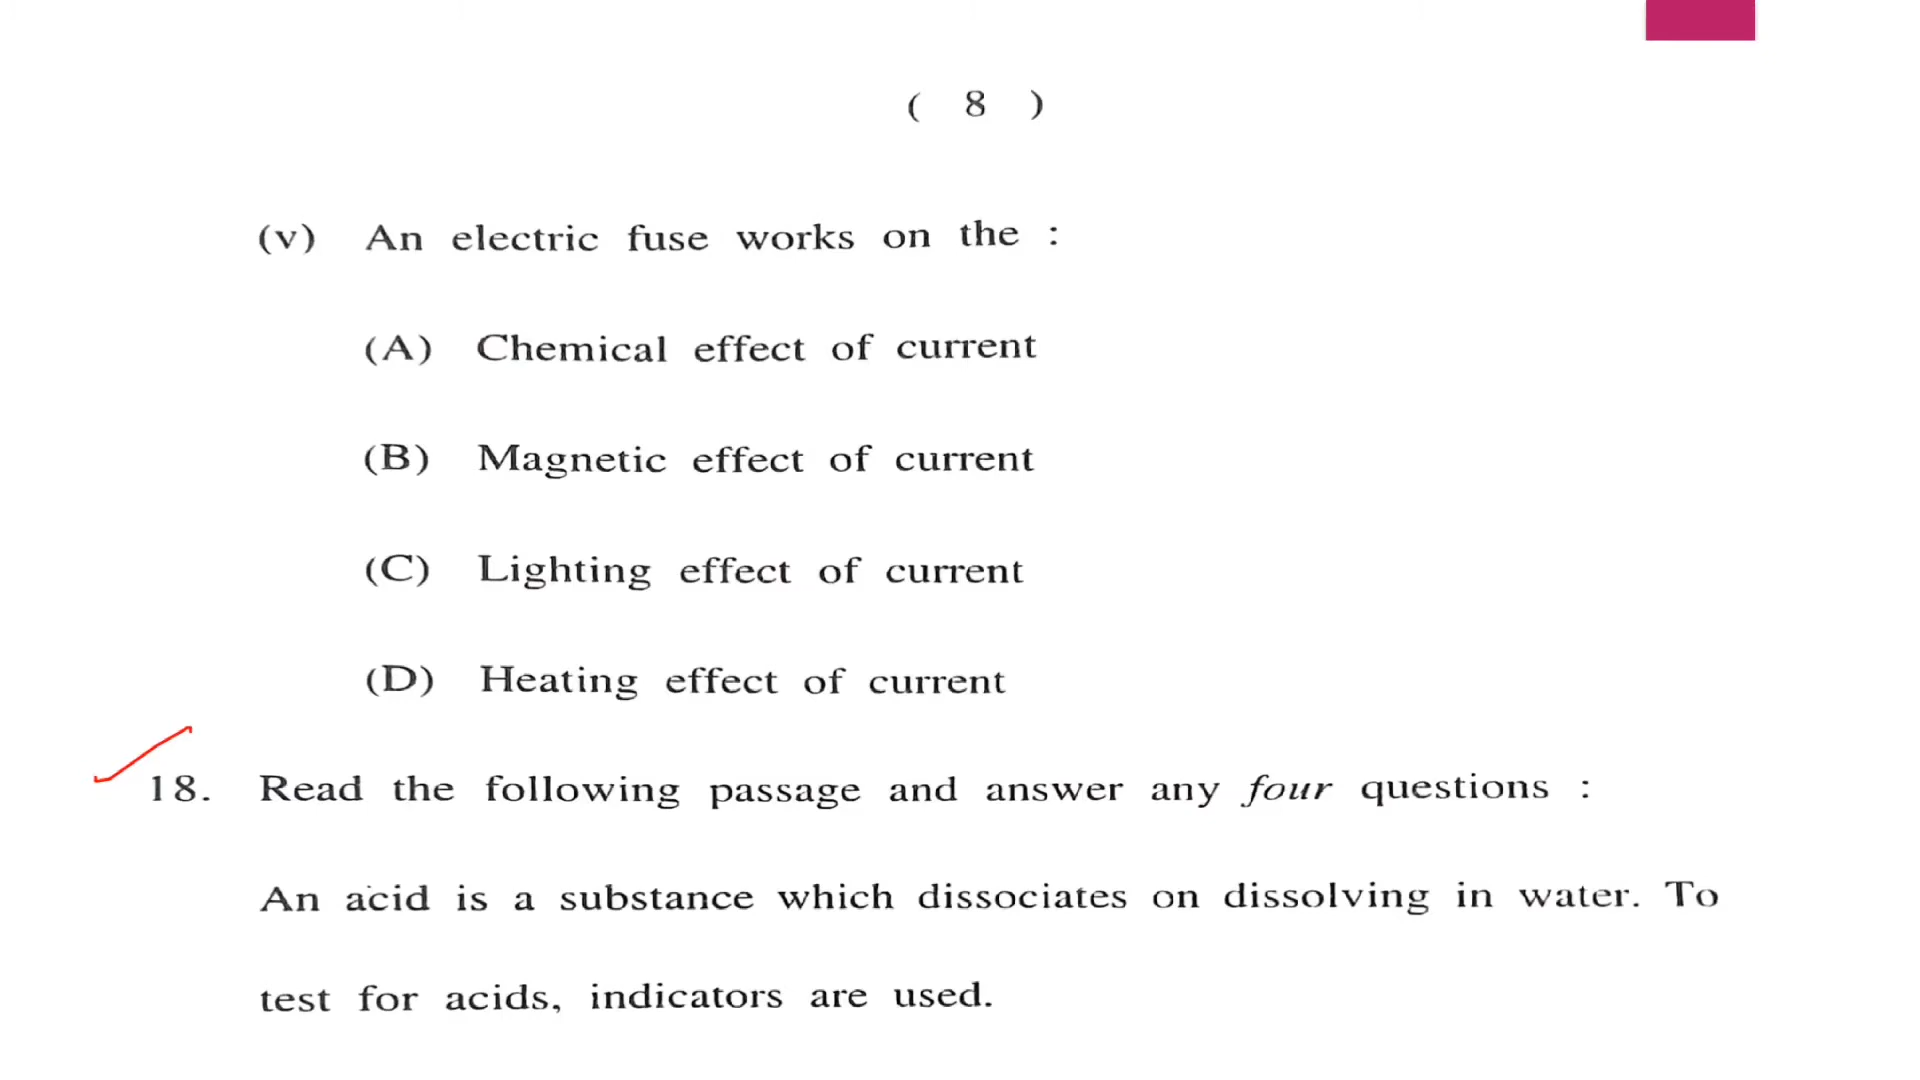 ( 8 )
(v) An electric fuse works on the :
(A) Chemical effect of current
(B) Magnetic effect of current
(C) Lighting effect of current
(D) Heating effect of current
18. Read the following passage and answer any four questions :
An acid is a substance which dissociates on dissolving in water. To
test for acids, indicators are used.